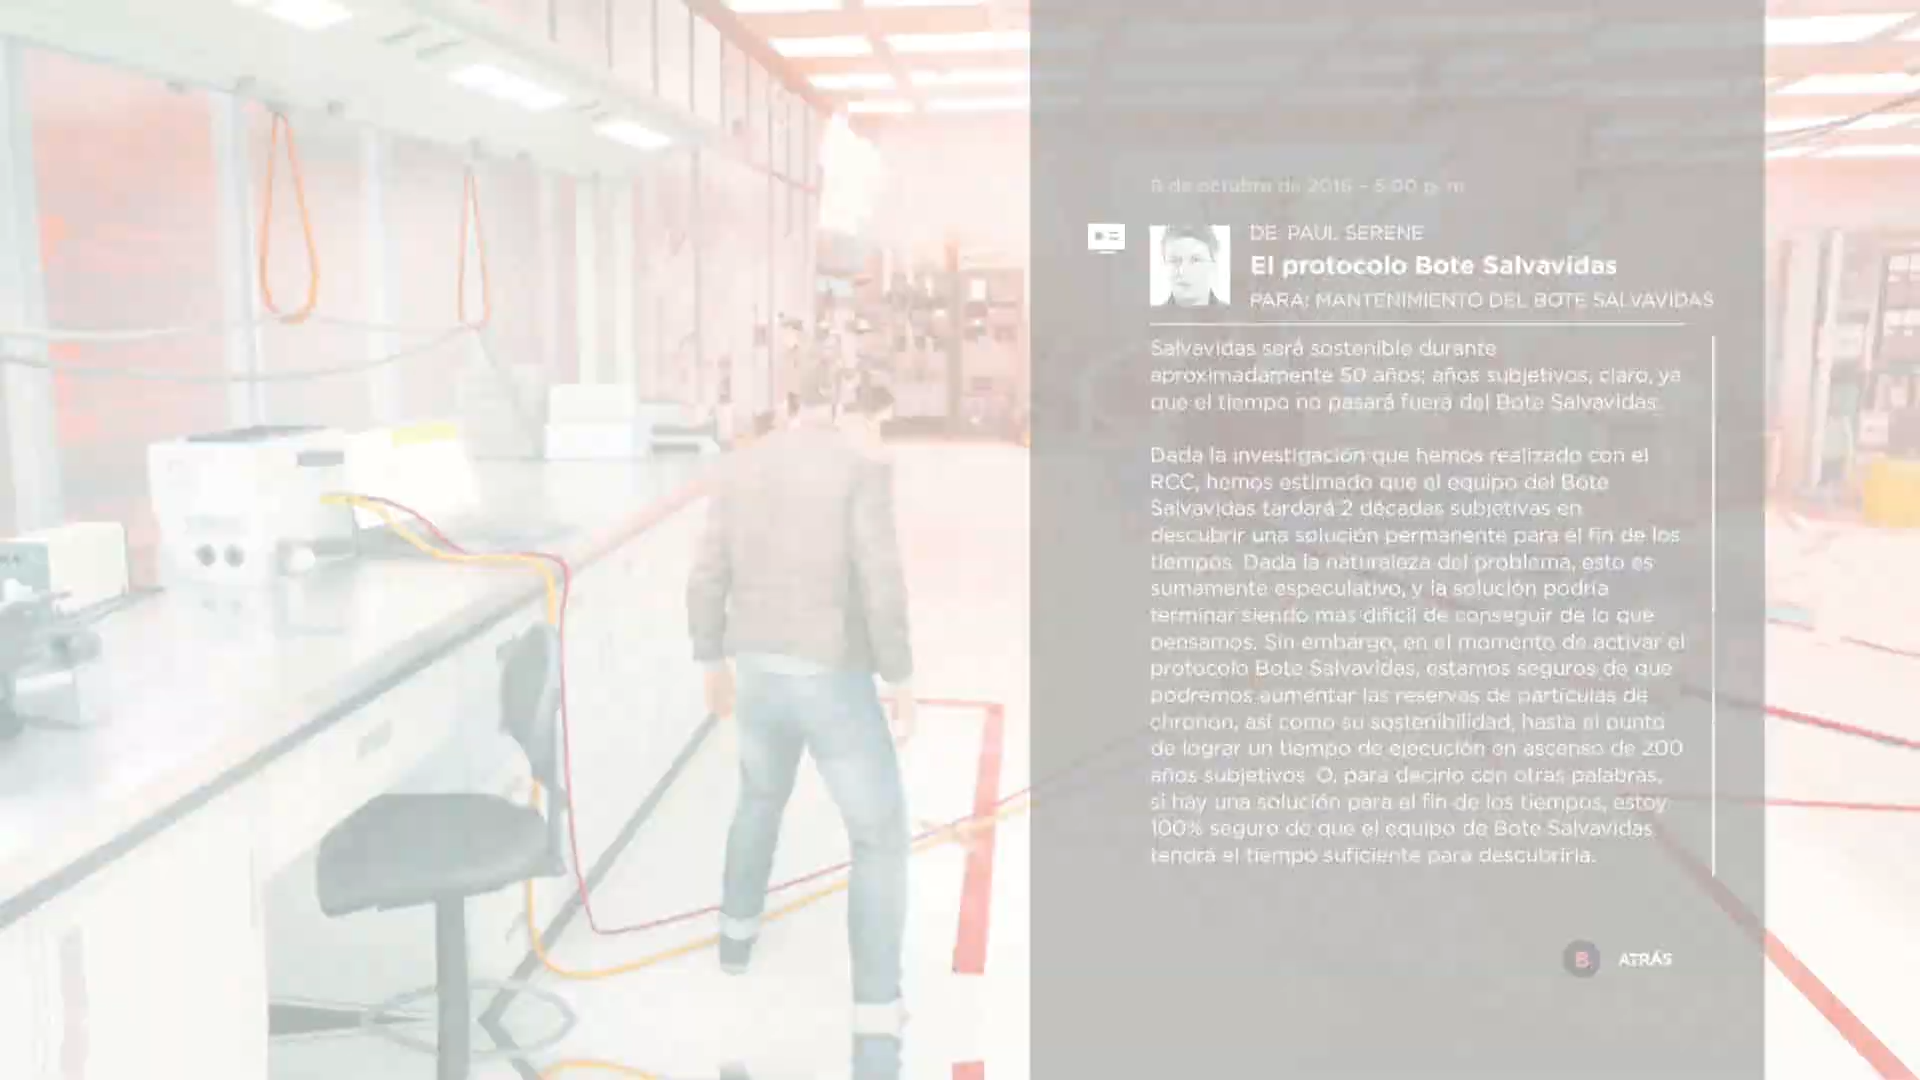 8 de octubre de 2016 - 5:00 p. m.
DE: PAUL SERENE
El protocolo Bote Salvavidas
PARA: MANTENIMIENTO DEL BOTE SALVAVIDAS
Salvavidas será sostenible durante
aproximadamente 50 años; años subjetivos, claro, ya
que el tiempo no pasará fuera del Bote Salvavidas.
Dada la investigación que hemos realizado con el
RCC, hemos estimado que el equipo del Bote
Salvavidas tardará 2 décadas subjetivas en
descubrir una solución permanente para el fin de los
tiempos. Dada la naturaleza del problema, esto es
sumamente especulativo, y la solución podría
terminar siendo más difícil de conseguir de lo que
pensamos. Sin embargo, en el momento de activar el
protocolo Bote Salvavidas, estamos seguros de que
podremos aumentar las reservas de partículas de
chronon, así como su sostenibilidad, hasta el punto
de lograr un tiempo de ejecución en ascenso de 200
años subjetivos. O, para decirlo con otras palabras,
si hay una solución para el fin de los tiempos, estoy
100% seguro de que el equipo de Bote Salvavidas
tendrá el tiempo suficiente para descubrirla.
B ATRÁS